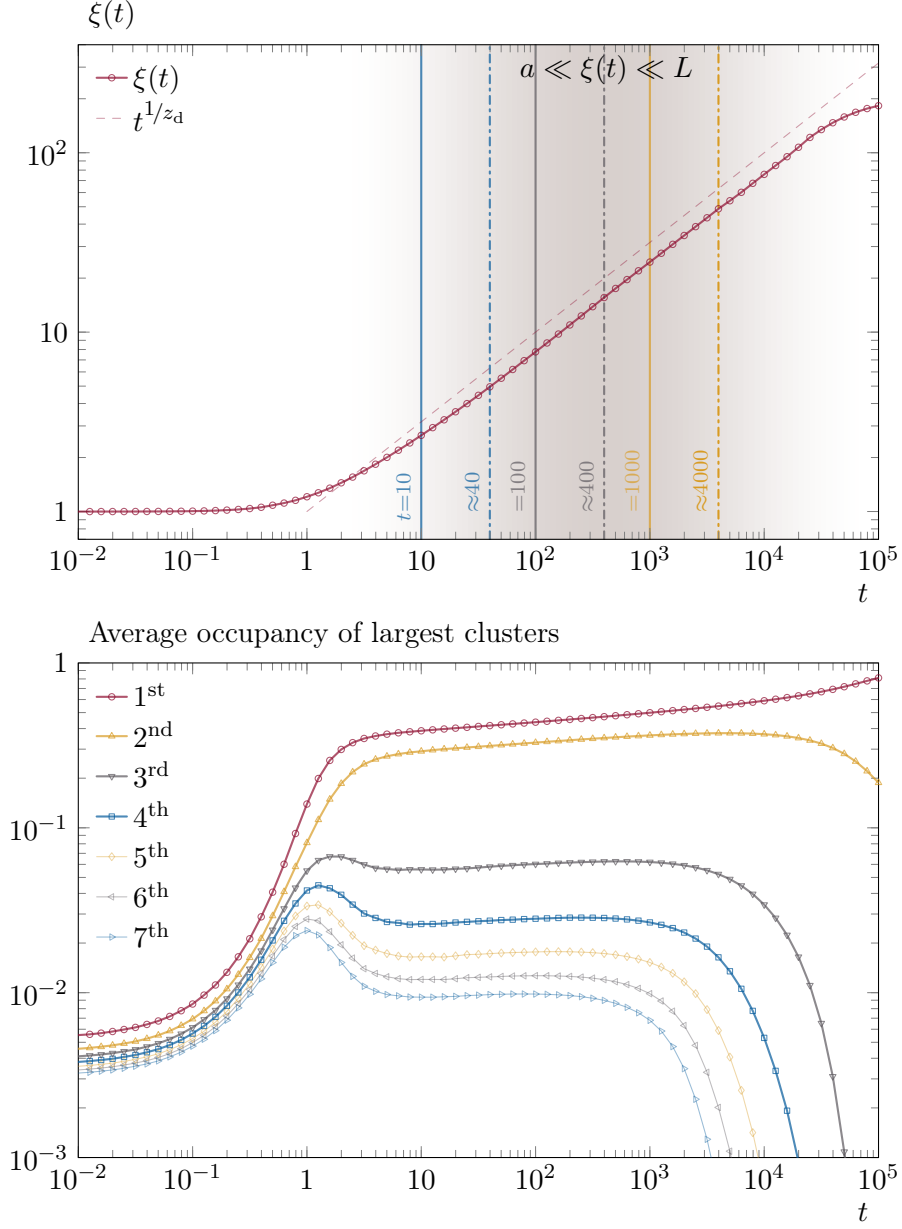 ξ(t)
a ≪ ξ(t) ≪ L
ξ(t)
t^{1/z_d}
10^2
10
1
t=10
≈40
=100
≈400
=1000
≈4000
10^{-2} 10^{-1} 1 10 10^2 10^3 10^4 10^5
t
Average occupancy of largest clusters
1
10^{-1}
10^{-2}
10^{-3}
1^{st}
2^{nd}
3^{rd}
4^{th}
5^{th}
6^{th}
7^{th}
10^{-2} 10^{-1} 1 10 10^2 10^3 10^4 10^5
t